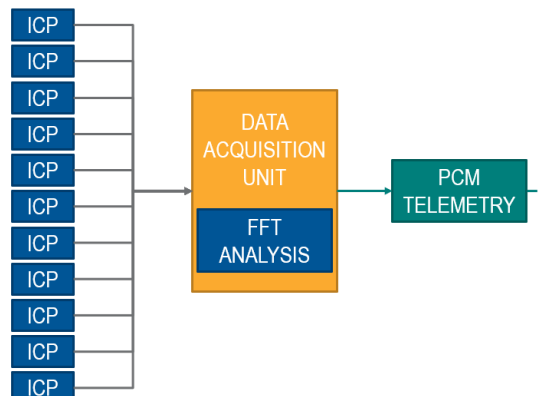 ICP
ICP
ICP
ICP
ICP
ICP
ICP
ICP
ICP
ICP
ICP
DATA
ACQUISITION
UNIT
FFT
ANALYSIS
PCM
TELEMETRY